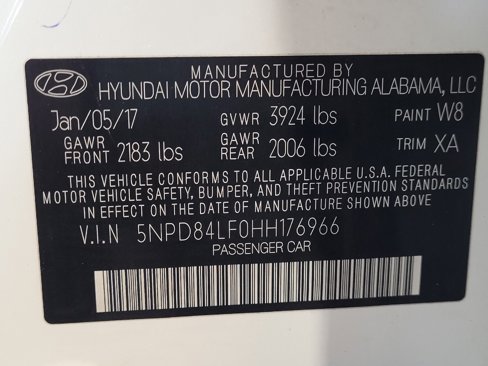 MANUFACTURED BY
HYUNDAI MOTOR MANUFACTURING ALABAMA, LLC
Jan/05/17 GVWR 3924 lbs PAINT W8
GAWR FRONT 2183 lbs GAWR REAR 2006 lbs TRIM XA
THIS VEHICLE CONFORMS TO ALL APPLICABLE U.S.A. FEDERAL
MOTOR VEHICLE SAFETY, BUMPER, AND THEFT PREVENTION STANDARDS
IN EFFECT ON THE DATE OF MANUFACTURE SHOWN ABOVE
V.I.N 5NPD84LF0HH176966
PASSENGER CAR